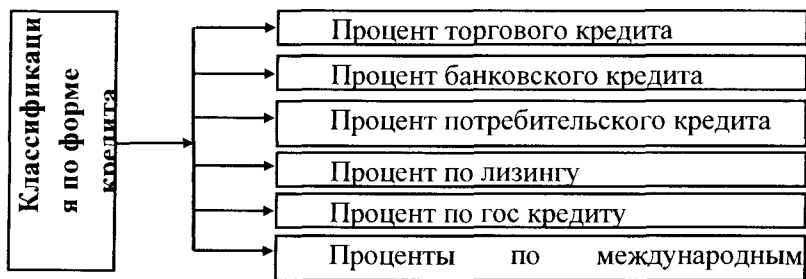 Классификаци
я по форме
кредита
Процент торгового кредита
Процент банковского кредита
Процент потребительского кредита
Процент по лизингу
Процент по гос кредиту
Проценты по международным